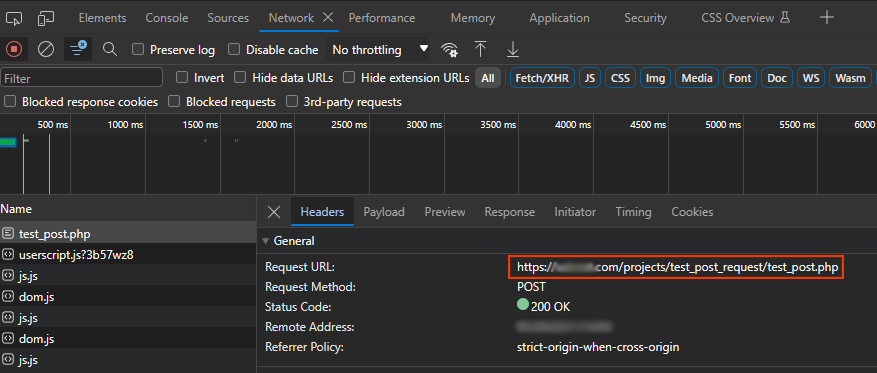 Elements Console Sources Network Performance Memory Application Security CSS Overview
Preserve log Disable cache No throttling
Filter Invert Hide data URLs Hide extension URLs All Fetch/XHR JS CSS Img Media Font Doc WS Wasm
Blocked response cookies Blocked requests 3rd-party requests
500 ms 1000 ms 1500 ms 2000 ms 2500 ms 3000 ms 3500 ms 4000 ms 4500 ms 5000 ms 5500 ms 6000
Name Headers Payload Preview Response Initiator Timing Cookies
test_post.php General
userscript.js?3b57wz8 Request URL: https:// .com/projects/test_post_request/test_post.php
js.js Request Method: POST
dom.js Status Code: 200 OK
js.js Remote Address:
dom.js Referrer Policy: strict-origin-when-cross-origin
js.js